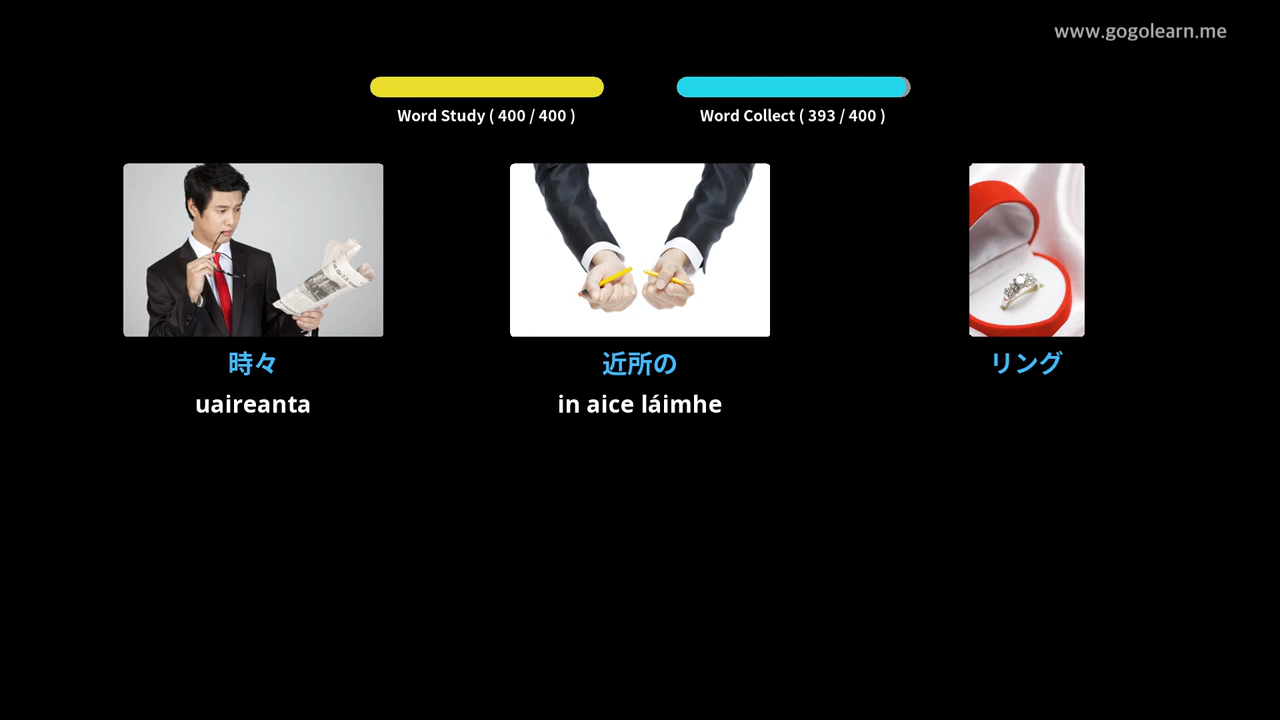 www.gogolearn.me
Word Study ( 400 / 400 )
Word Collect ( 393 / 400 )
時々
近所の
リング
uaireanta
in aice láimhe